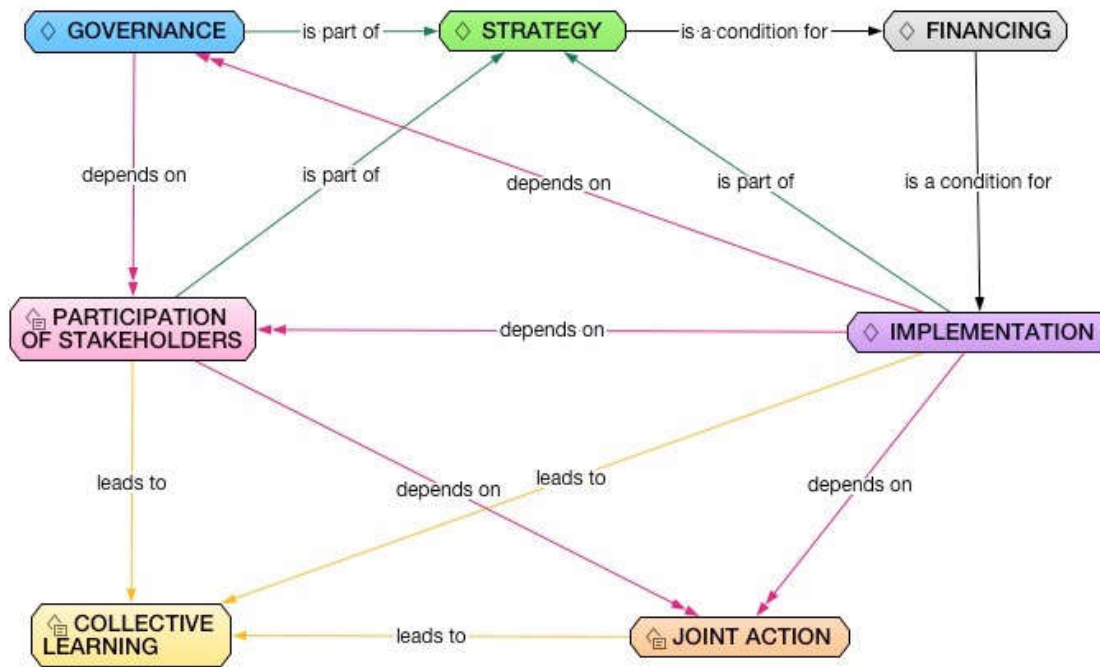 GOVERNANCE
is part of
STRATEGY
is a condition for
FINANCING
depends on
is part of
depends on
is part of
is a condition for
PARTICIPATION
OF STAKEHOLDERS
depends on
IMPLEMENTATION
leads to
depends on
leads to
depends on
COLLECTIVE
LEARNING
leads to
JOINT ACTION